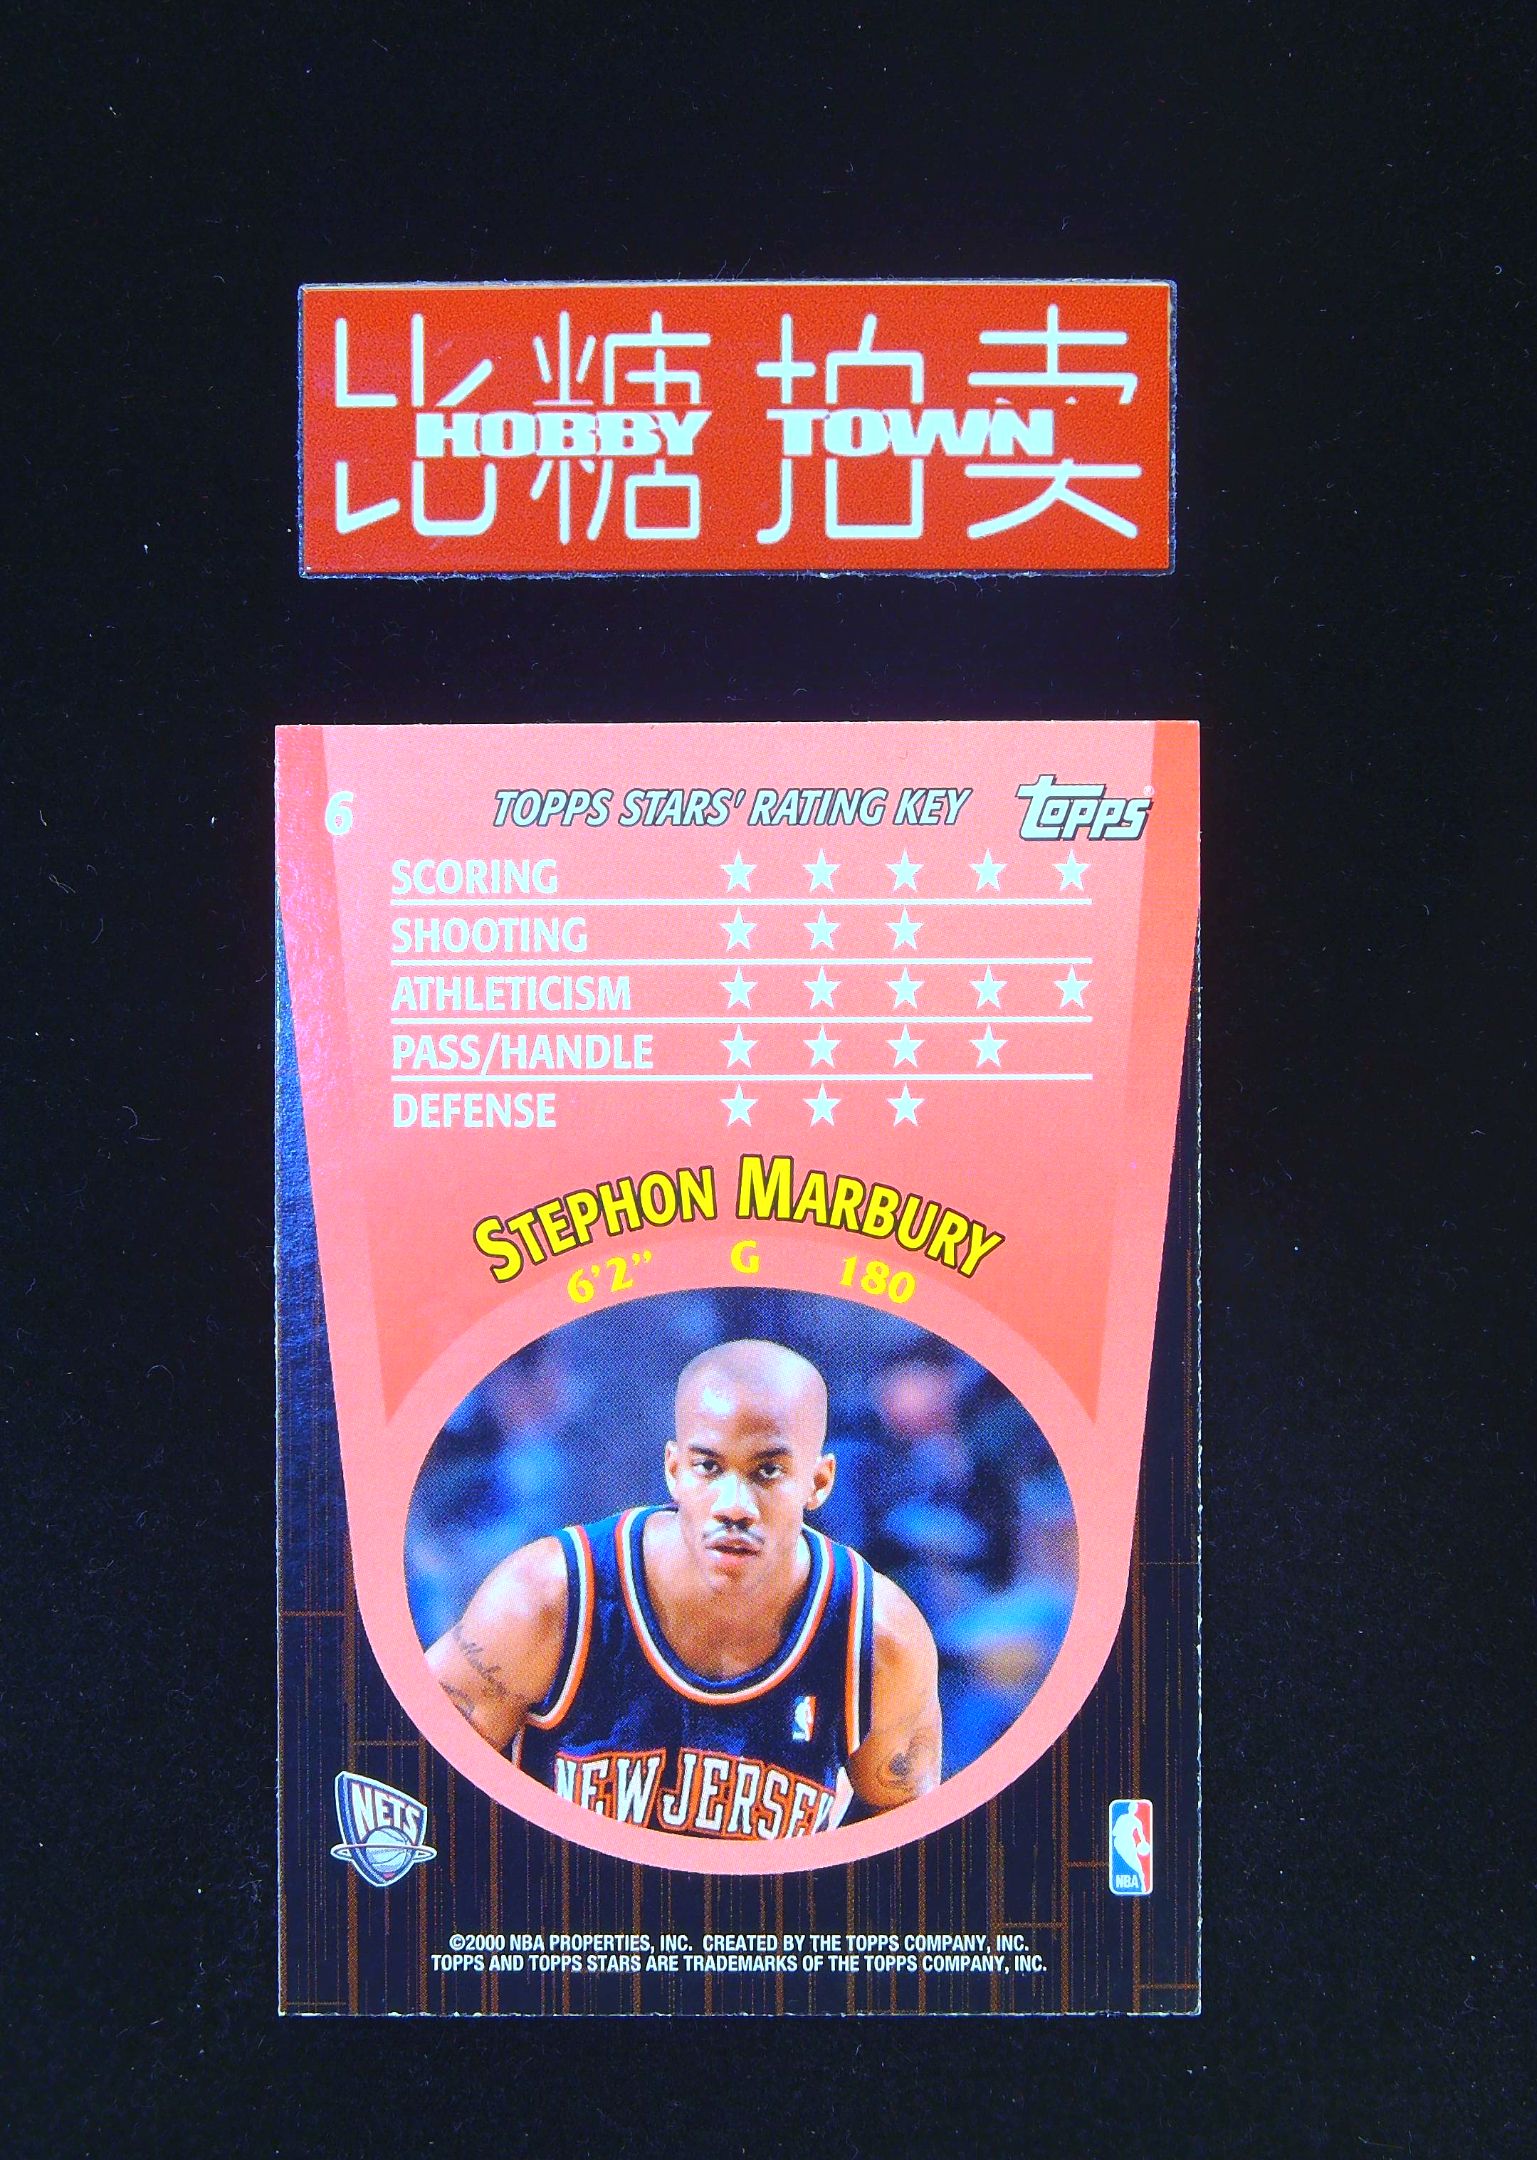 比糖拍卖
HOBBY TOWN
6
TOPPS STARS' RATING KEY
TOPPS®
SCORING ★ ★ ★ ★ ★
SHOOTING ★ ★ ★
ATHLETICISM ★ ★ ★ ★ ★
PASS/HANDLE ★ ★ ★ ★
DEFENSE ★ ★ ★
STEPHON MARBURY
6'2” G 180
NEW JERSEY
NETS
NBA
©2000 NBA PROPERTIES, INC. CREATED BY THE TOPPS COMPANY, INC.
TOPPS AND TOPPS STARS ARE TRADEMARKS OF THE TOPPS COMPANY, INC.